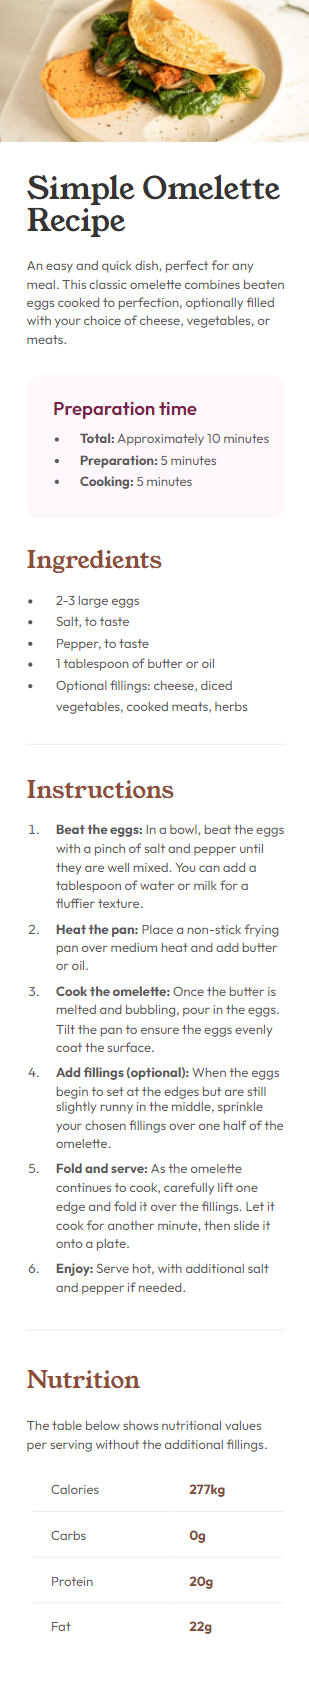 Simple Omelette
Recipe
An easy and quick dish, perfect for any
meal. This classic omelette combines beaten
eggs cooked to perfection, optionally filled
with your choice of cheese, vegetables, or
meats.
Preparation time
• Total: Approximately 10 minutes
• Preparation: 5 minutes
• Cooking: 5 minutes
Ingredients
• 2-3 large eggs
• Salt, to taste
• Pepper, to taste
• 1 tablespoon of butter or oil
• Optional fillings: cheese, diced
vegetables, cooked meats, herbs
Instructions
1. Beat the eggs: In a bowl, beat the eggs
with a pinch of salt and pepper until
they are well mixed. You can add a
tablespoon of water or milk for a
fluffier texture.
2. Heat the pan: Place a non-stick frying
pan over medium heat and add butter
or oil.
3. Cook the omelette: Once the butter is
melted and bubbling, pour in the eggs.
Tilt the pan to ensure the eggs evenly
coat the surface.
4. Add fillings (optional): When the eggs
begin to set at the edges but are still
slightly runny in the middle, sprinkle
your chosen fillings over one half of the
omelette.
5. Fold and serve: As the omelette
continues to cook, carefully lift one
edge and fold it over the fillings. Let it
cook for another minute, then slide it
onto a plate.
6. Enjoy: Serve hot, with additional salt
and pepper if needed.
Nutrition
The table below shows nutritional values
per serving without the additional fillings.
Calories 277kg
Carbs 0g
Protein 20g
Fat 22g